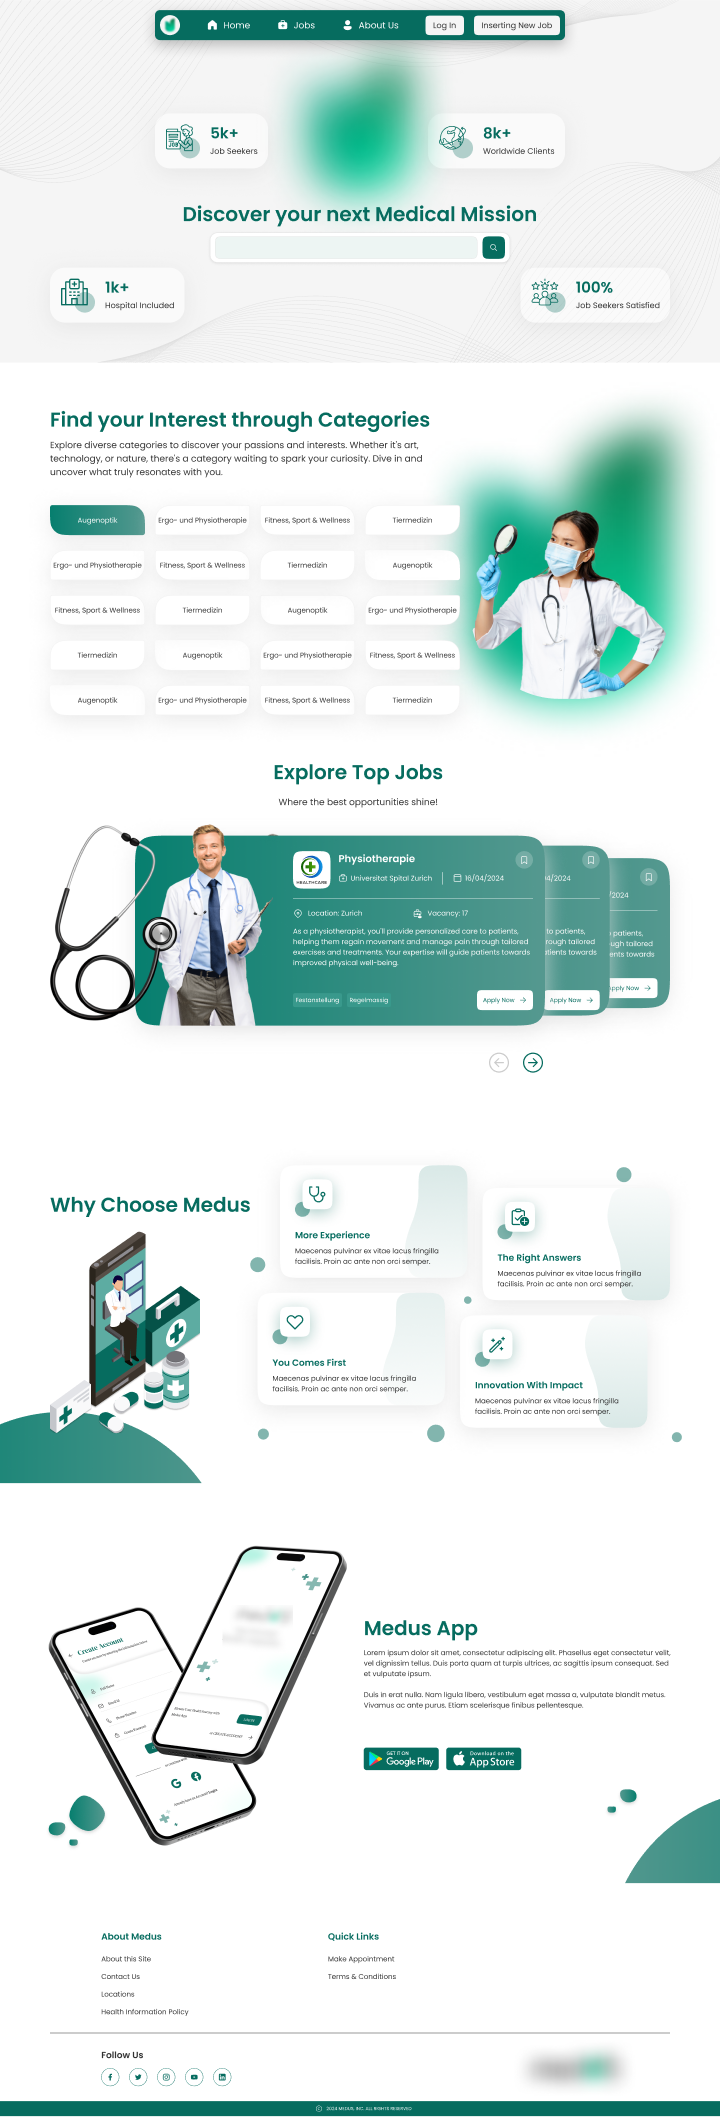 Home
Jobs
About Us
Log In
Inserting New Job
5k+
Job Seekers
8k+
Worldwide Clients
Discover your next Medical Mission
1k+
Hospital Included
100%
Job Seekers Satisfied
Find your Interest through Categories
Explore diverse categories to discover your passions and interests. Whether it's art,
technology, or nature, there's a category waiting to spark your curiosity. Dive in and
uncover what truly resonates with you.
Augenoptik
Ergo- und Physiotherapie
Fitness, Sport & Wellness
Tiermedizin
Ergo- und Physiotherapie
Fitness, Sport & Wellness
Tiermedizin
Augenoptik
Fitness, Sport & Wellness
Tiermedizin
Augenoptik
Ergo- und Physiotherapie
Tiermedizin
Augenoptik
Ergo- und Physiotherapie
Fitness, Sport & Wellness
Augenoptik
Ergo- und Physiotherapie
Fitness, Sport & Wellness
Tiermedizin
Explore Top Jobs
Where the best opportunities shine!
HEALTHCARE
Physiotherapie
Universitat Spital Zurich
16/04/2024
Location: Zurich
Vacancy: 17
As a physiotherapist, you'll provide personalized care to patients,
helping them regain movement and manage pain through tailored
exercises and treatments. Your expertise will guide patients towards
improved physical well-being.
Festanstellung
Regelmassig
Apply Now
04/2024
to patients,
rough tailored
atients towards
Apply Now
/2024
patients,
ugh tailored
ents towards
pply Now
Why Choose Medus
More Experience
Maecenas pulvinar ex vitae lacus fringilla
facilisis. Proin ac ante non orci semper.
The Right Answers
Maecenas pulvinar ex vitae lacus fringilla
facilisis. Proin ac ante non orci semper.
You Comes First
Maecenas pulvinar ex vitae lacus fringilla
facilisis. Proin ac ante non orci semper.
Innovation With Impact
Maecenas pulvinar ex vitae lacus fringilla
facilisis. Proin ac ante non orci semper.
Create Account
Medus App
Lorem ipsum dolor sit amet, consectetur adipiscing elit. Phasellus eget consectetur velit,
vel dignissim tellus. Duis porta quam at turpis ultrices, ac sagittis ipsum consequat. Sed
et vulputate ipsum.
Duis in erat nulla. Nam ligula libero, vestibulum eget massa a, vulputate blandit metus.
Vivamus ac ante purus. Etiam scelerisque finibus pellentesque.
GET IT ON
Google Play
Download on the
App Store
About Medus
About this Site
Contact Us
Locations
Health Information Policy
Quick Links
Make Appointment
Terms & Conditions
Follow Us
2024 MEDUS, INC. ALL RIGHTS RESERVED